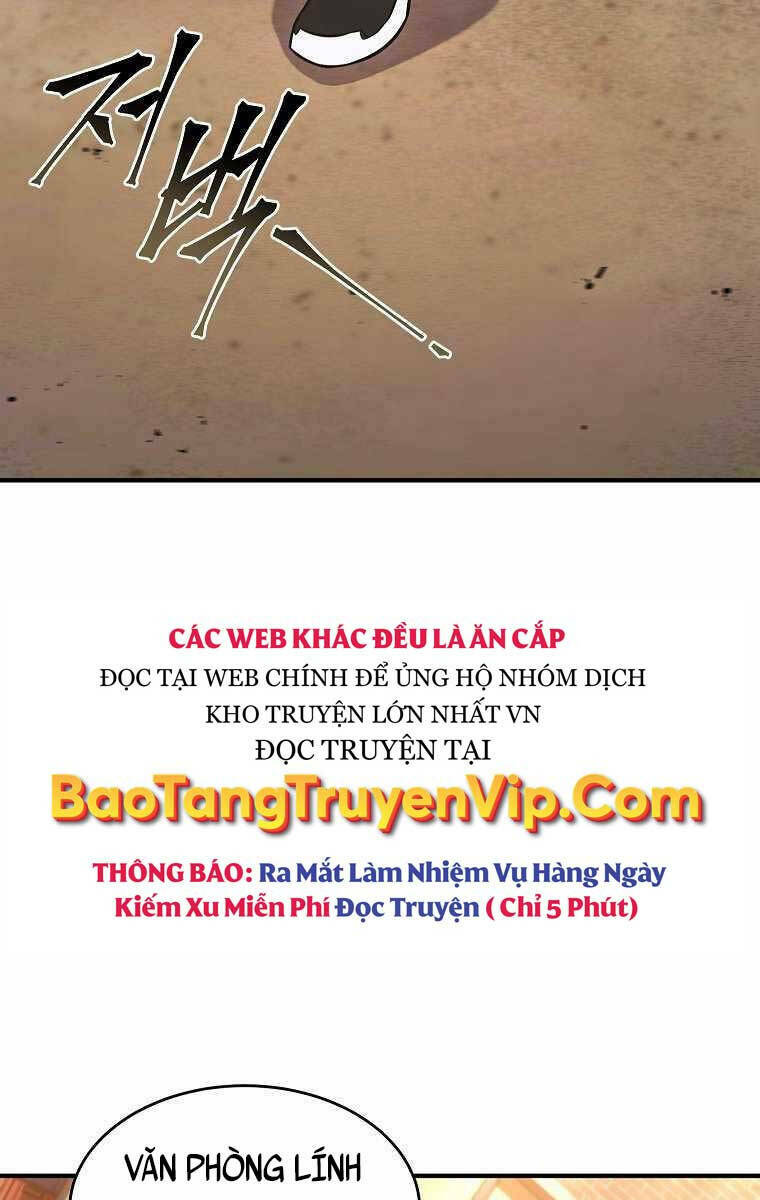 저벅
CÁC WEB KHÁC ĐỀU LÀ ĂN CẮP
ĐỌC TẠI WEB CHÍNH ĐỂ ỦNG HỘ NHÓM DỊCH
KHO TRUYỆN LỚN NHẤT VN
ĐỌC TRUYỆN TẠI
BaoTangTruyenVip.Com
THÔNG BÁO: Ra Mắt Làm Nhiệm Vụ Hàng Ngày
Kiếm Xu Miễn Phí Đọc Truyện ( Chỉ 5 Phút)
VĂN PHÒNG LÍNH